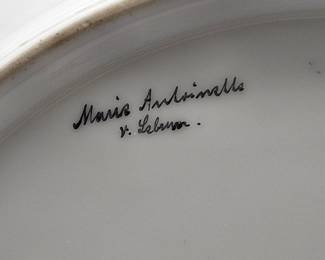 Marie Antoinette
v. Lebrun.